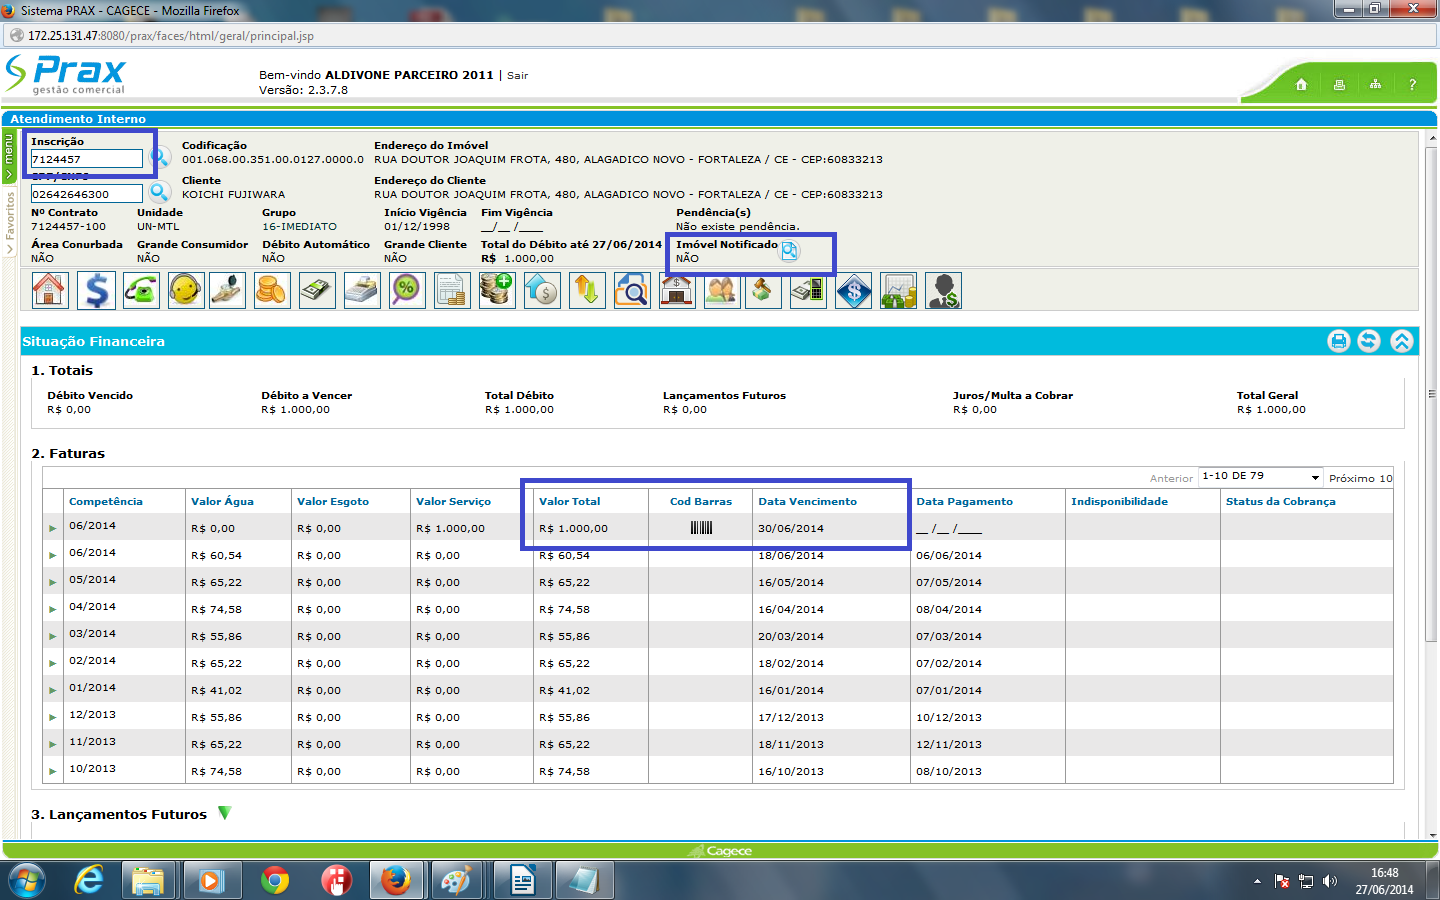 Sistema PRAX - CAGECE - Mozilla Firefox
172.25.131.47:8080/prax/faces/html/geral/principal.jsp
Prax
gestão comercial
Bem-vindo ALDIVONE PARCEIRO 2011 | Sair
Versão: 2.3.7.8
?
Atendimento Interno
menu
Favoritos
Inscrição Codificação Endereço do Imóvel
7124457 001.068.00.351.00.0127.0000.0 RUA DOUTOR JOAQUIM FROTA, 480, ALAGADICO NOVO - FORTALEZA / CE - CEP:60833213
Cliente Endereço do Cliente
02642646300 KOICHI FUJIWARA RUA DOUTOR JOAQUIM FROTA, 480, ALAGADICO NOVO - FORTALEZA / CE - CEP:60833213
Nº Contrato Unidade Grupo Início Vigência Fim Vigência Pendência(s)
7124457-100 UN-MTL 16-IMEDIATO 01/12/1998 __/__ /____ Não existe pendência.
Área Conurbada Grande Consumidor Débito Automático Grande Cliente Total do Débito até 27/06/2014 Imóvel Notificado
NÃO NÃO NÃO NÃO R$ 1.000,00 NÃO
Situação Financeira
1. Totais
Débito Vencido Débito a Vencer Total Débito Lançamentos Futuros Juros/Multa a Cobrar Total Geral
R$ 0,00 R$ 1.000,00 R$ 1.000,00 R$ 0,00 R$ 0,00 R$ 1.000,00
2. Faturas
Anterior 1-10 DE 79 Próximo 10
Competência Valor Água Valor Esgoto Valor Serviço Valor Total Cod Barras Data Vencimento Data Pagamento Indisponibilidade Status da Cobrança
06/2014 R$ 0,00 R$ 0,00 R$ 1.000,00 R$ 1.000,00 30/06/2014 __ /__ /____
06/2014 R$ 60,54 R$ 0,00 R$ 0,00 R$ 60,54 18/06/2014 06/06/2014
05/2014 R$ 65,22 R$ 0,00 R$ 0,00 R$ 65,22 16/05/2014 07/05/2014
04/2014 R$ 74,58 R$ 0,00 R$ 0,00 R$ 74,58 16/04/2014 08/04/2014
03/2014 R$ 55,86 R$ 0,00 R$ 0,00 R$ 55,86 20/03/2014 07/03/2014
02/2014 R$ 65,22 R$ 0,00 R$ 0,00 R$ 65,22 18/02/2014 07/02/2014
01/2014 R$ 41,02 R$ 0,00 R$ 0,00 R$ 41,02 16/01/2014 07/01/2014
12/2013 R$ 55,86 R$ 0,00 R$ 0,00 R$ 55,86 17/12/2013 10/12/2013
11/2013 R$ 65,22 R$ 0,00 R$ 0,00 R$ 65,22 18/11/2013 12/11/2013
10/2013 R$ 74,58 R$ 0,00 R$ 0,00 R$ 74,58 16/10/2013 08/10/2013
3. Lançamentos Futuros
Cagece
16:48
27/06/2014